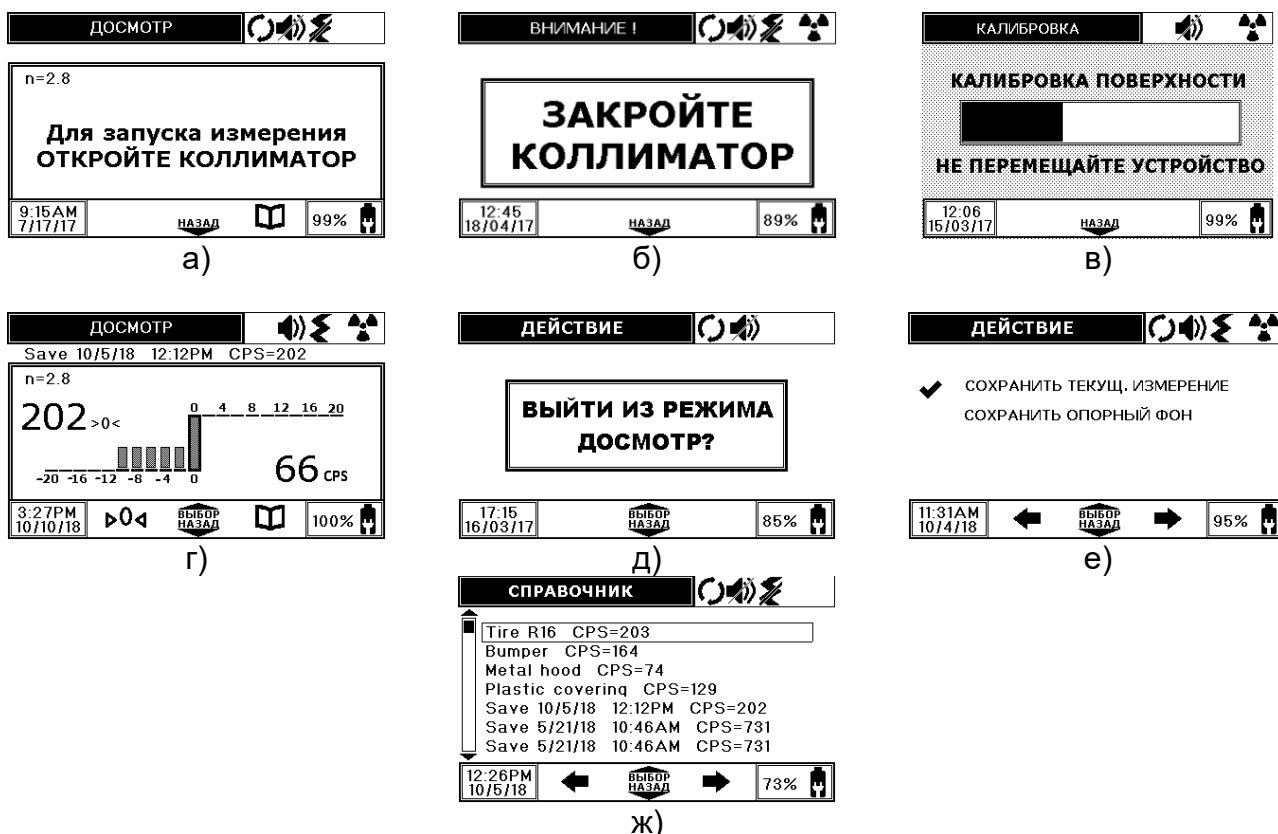 ДОСМОТР
n=2.8
Для запуска измерения
ОТКРОЙТЕ КОЛЛИМАТОР
9:15AM
7/17/17
НАЗАД
99%
а)
ВНИМАНИЕ !
ЗАКРОЙТЕ
КОЛЛИМАТОР
12:45
18/04/17
НАЗАД
89%
б)
КАЛИБРОВКА
КАЛИБРОВКА ПОВЕРХНОСТИ
НЕ ПЕРЕМЕЩАЙТЕ УСТРОЙСТВО
12:06
15/03/17
НАЗАД
99%
в)
ДОСМОТР
Save 10/5/18 12:12PM CPS=202
n=2.8
202 >0<
0 4 8 12 16 20
-20 -16 -12 -8 -4 0
66 CPS
3:27PM
10/10/18
0
ВЫБОР
НАЗАД
100%
г)
ДЕЙСТВИЕ
ВЫЙТИ ИЗ РЕЖИМА
ДОСМОТР?
17:15
16/03/17
ВЫБОР
НАЗАД
85%
д)
ДЕЙСТВИЕ
СОХРАНИТЬ ТЕКУЩ. ИЗМЕРЕНИЕ
СОХРАНИТЬ ОПОРНЫЙ ФОН
11:31AM
10/4/18
ВЫБОР
НАЗАД
95%
е)
СПРАВОЧНИК
Tire R16 CPS=203
Bumper CPS=164
Metal hood CPS=74
Plastic covering CPS=129
Save 10/5/18 12:12PM CPS=202
Save 5/21/18 10:46AM CPS=731
Save 5/21/18 10:46AM CPS=731
12:26PM
10/5/18
ВЫБОР
НАЗАД
73%
ж)